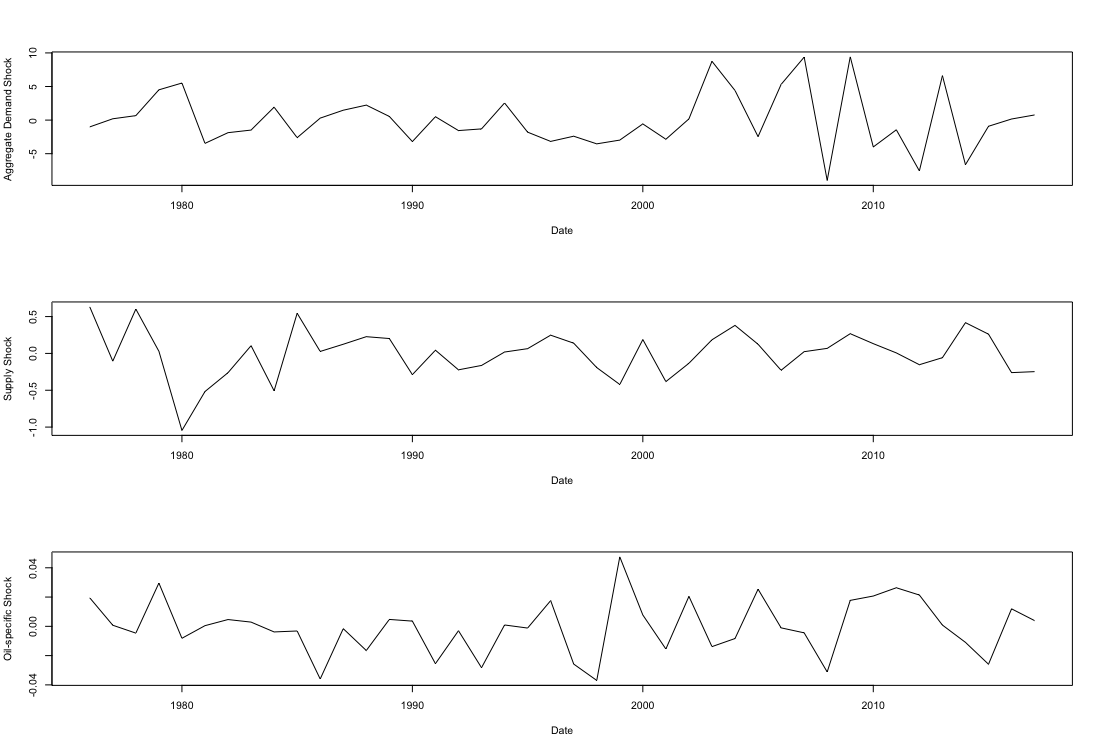 Aggregate Demand Shock
10
5
0
-5
1980 1990 2000 2010
Date
Supply Shock
0.5
0.0
-0.5
-1.0
1980 1990 2000 2010
Date
Oil-specific Shock
0.04
0.00
-0.04
1980 1990 2000 2010
Date